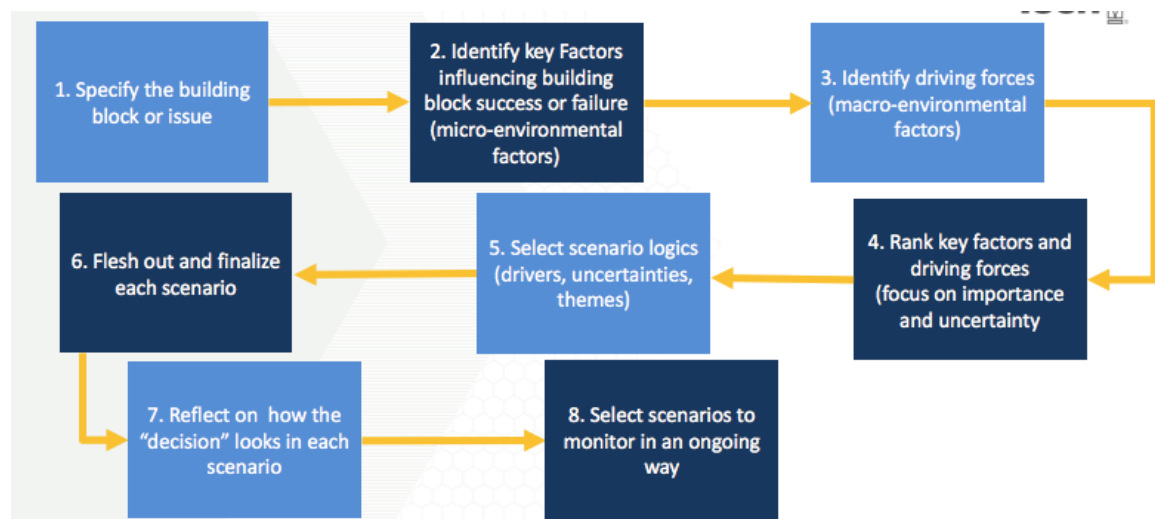 1. Specify the building
block or issue
2. Identify key Factors
influencing building
block success or failure
(micro-environmental
factors)
3. Identify driving forces
(macro-environmental
factors)
4. Rank key factors and
driving forces
(focus on importance
and uncertainty
5. Select scenario logics
(drivers, uncertainties,
themes)
6. Flesh out and finalize
each scenario
7. Reflect on how the
“decision” looks in each
scenario
8. Select scenarios to
monitor in an ongoing
way